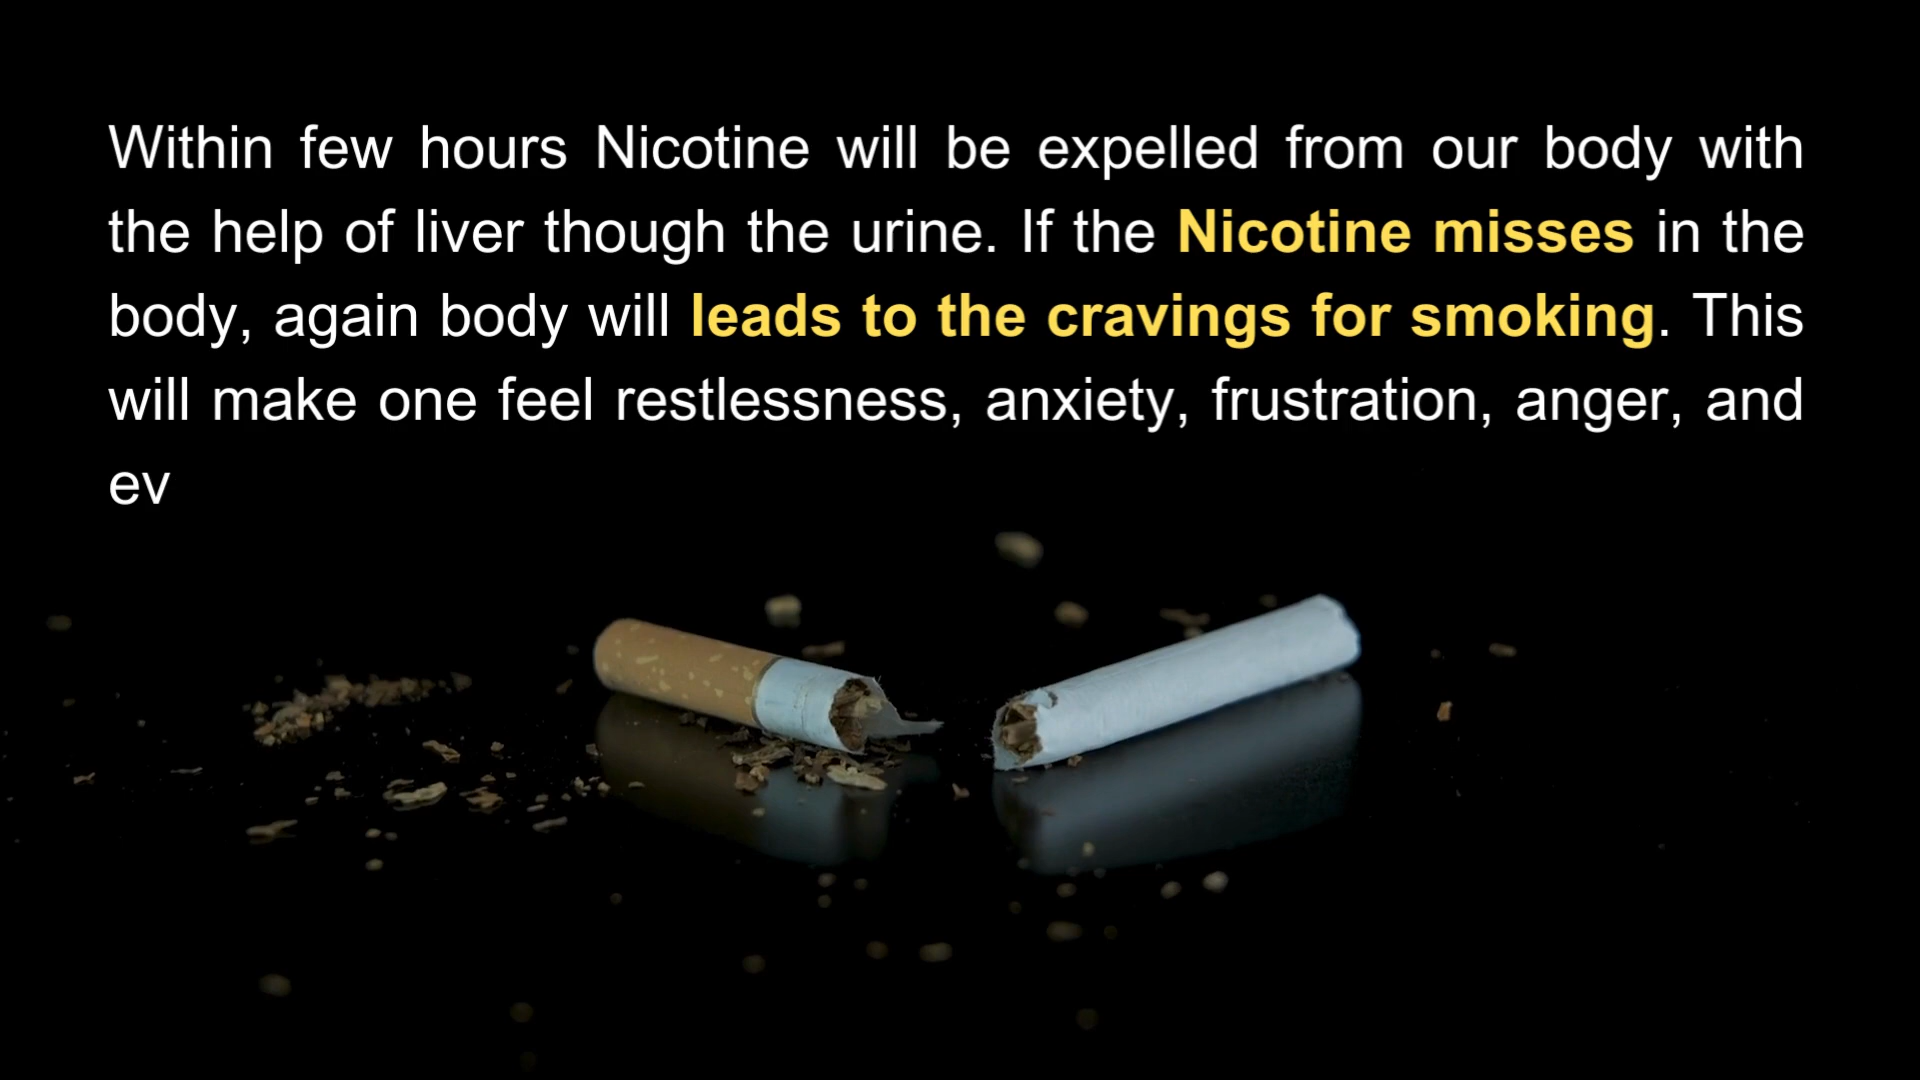 Within few hours Nicotine will be expelled from our body with
the help of liver though the urine. If the Nicotine misses in the
body, again body will leads to the cravings for smoking. This
will make one feel restlessness, anxiety, frustration, anger, and
ev